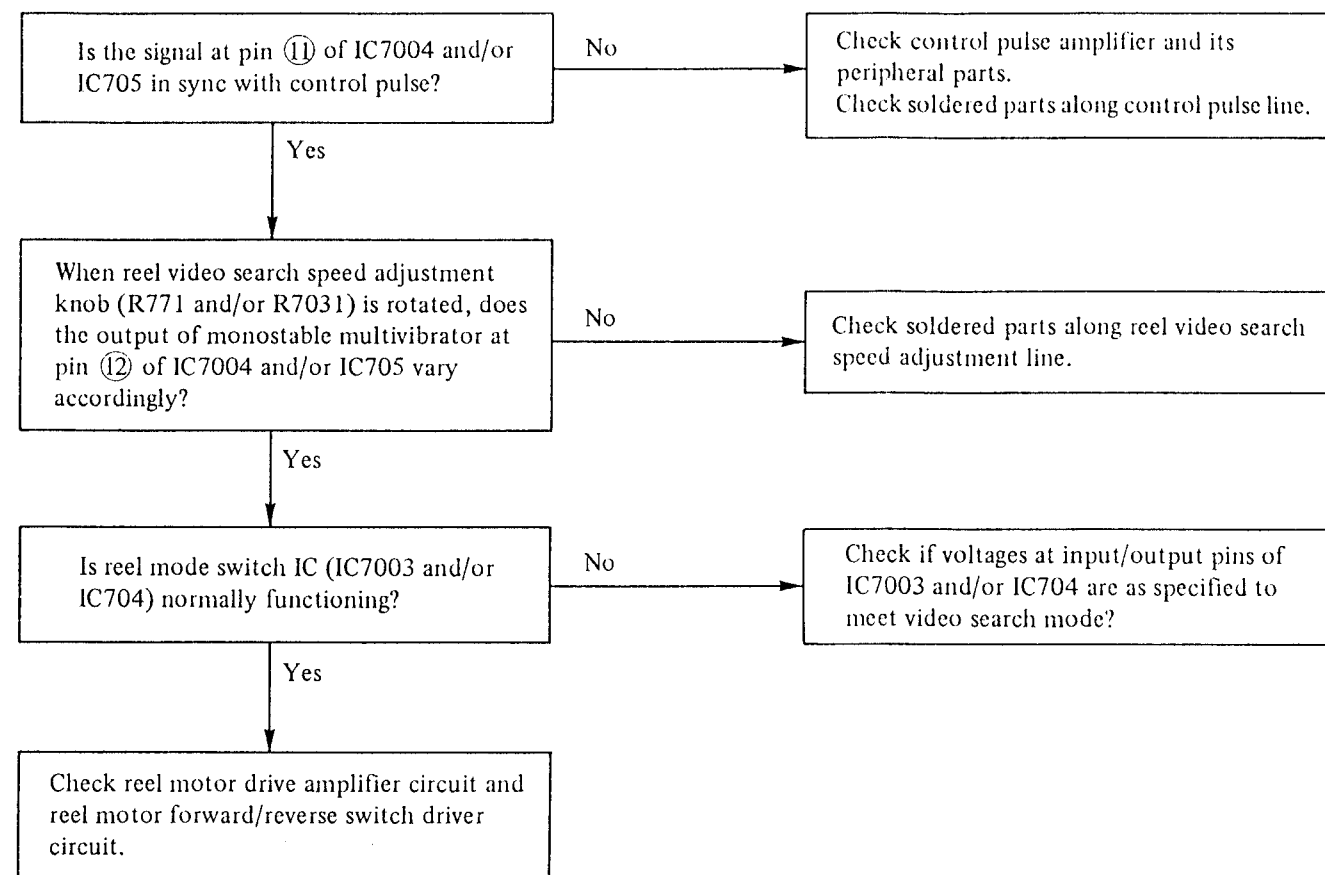 Is the signal at pin ⑪ of IC7004 and/or
IC705 in sync with control pulse?
No
Check control pulse amplifier and its
peripheral parts.
Check soldered parts along control pulse line.
Yes
When reel video search speed adjustment
knob (R771 and/or R7031) is rotated, does
the output of monostable multivibrator at
pin ⑫ of IC7004 and/or IC705 vary
accordingly?
No
Check soldered parts along reel video search
speed adjustment line.
Yes
Is reel mode switch IC (IC7003 and/or
IC704) normally functioning?
No
Check if voltages at input/output pins of
IC7003 and/or IC704 are as specified to
meet video search mode?
Yes
Check reel motor drive amplifier circuit and
reel motor forward/reverse switch driver
circuit.